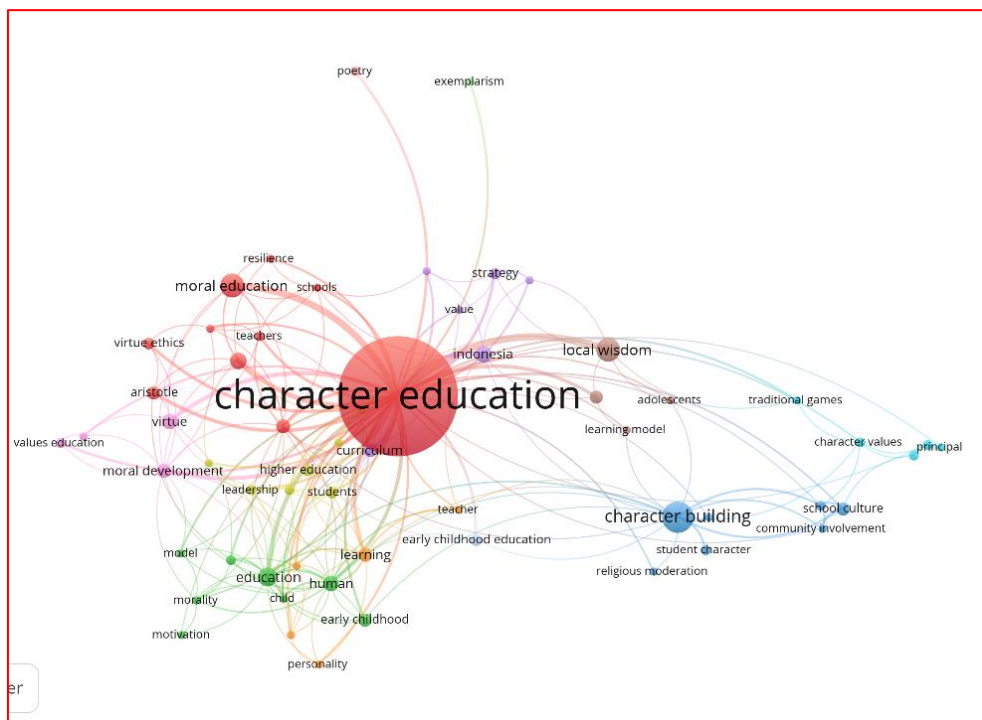 poetry
exemplarism
resilience
moral education
schools
strategy
value
virtue ethics
teachers
indonesia
local wisdom
character education
aristotle
virtue
adolescents
traditional games
learning model
values education
curriculum
character values
principal
moral development
higher education
leadership
students
teacher
character building
school culture
community involvement
early childhood education
student character
religious moderation
model
learning
education
human
child
morality
early childhood
motivation
personality
er